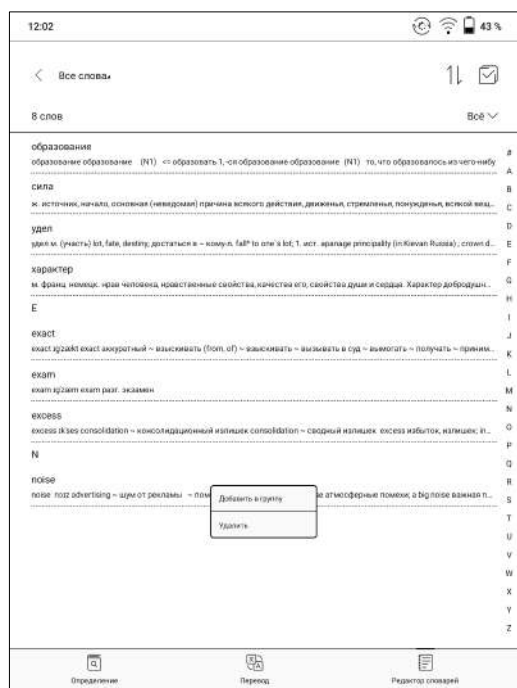 12:02 43 %
Все слова
8 слов Всё
образование
образование образование (N1) <= образовать 1, -ся образование образование (N1) то, что образовалось из чего-нибу
сила
ж. источник, начало, основная (неведомая) причина всякого действия, движенья, стремленья, понужденья, всякой вещ...
удел
удел м. (участь) lot, fate, destiny; достаться в ~ кому-л. fall* to one's lot; 1. ист. apanage principality (in Kievan Russia); crown d...
характер
м. франц. немецк. нрав человека, нравственные свойства, качества его, свойства души и сердца. Характер добродушн...
E
exact
exact ɪgˈzækt exact аккуратный ~ взыскивать (from, of) ~ взыскивать ~ вызывать в суд ~ вымогать ~ получать ~ приним...
exam
exam ɪgˈzæm exam разг. экзамен
excess
excess ɪkˈses consolidation ~ консолидационный излишек consolidation ~ сводный излишек excess избыток, излишек; in...
N
noise
noise nɔɪz advertising ~ шум от рекламы ~ пом е атмосферные помехи; a big noise важная п...
Добавить в группу
Удалить
#
A
B
C
D
E
F
G
H
I
J
K
L
M
N
O
P
Q
R
S
T
U
V
W
X
Y
Z
Определение Перевод Редактор словарей